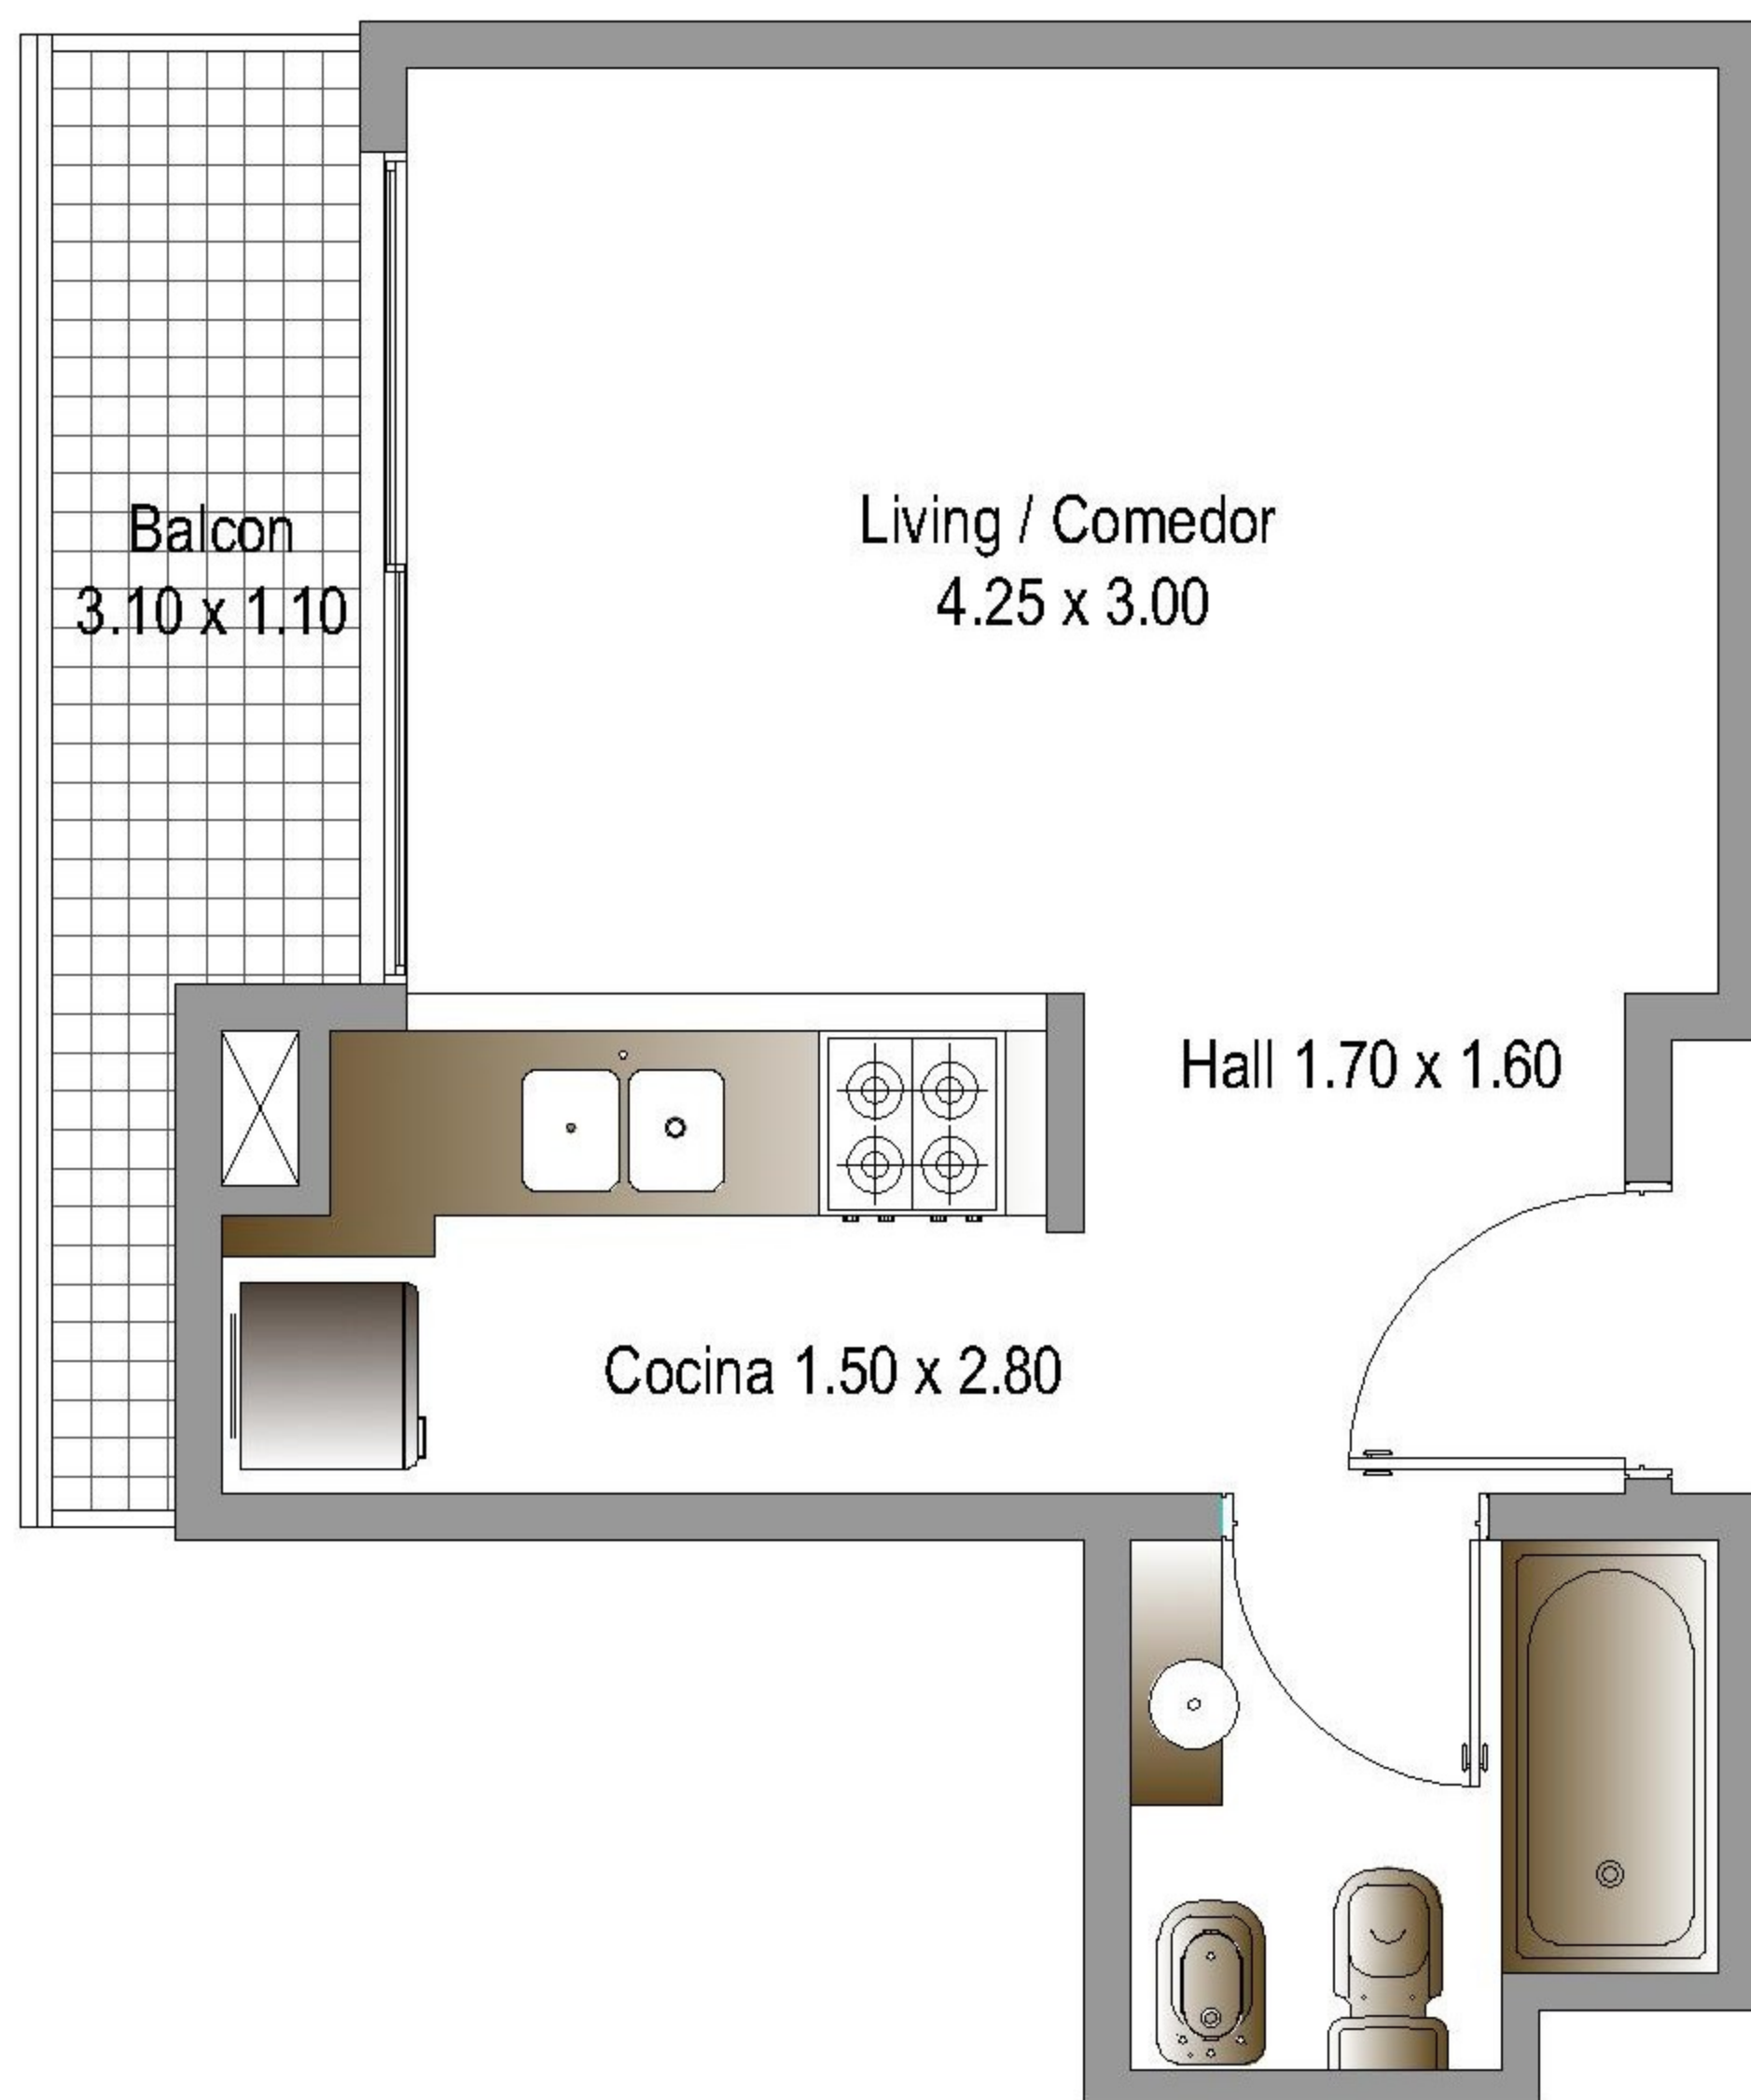 Balcon
3.10 x 1.10
Living / Comedor
4.25 x 3.00
Hall 1.70 x 1.60
Cocina 1.50 x 2.80